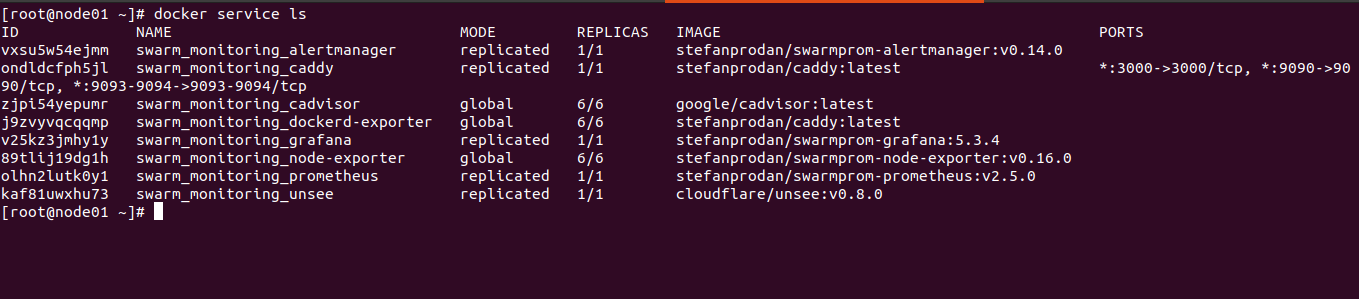 [root@node01 ~]# docker service ls
ID NAME MODE REPLICAS IMAGE PORTS
vxsu5w54ejmm swarm_monitoring_alertmanager replicated 1/1 stefanprodan/swarmprom-alertmanager:v0.14.0
ondldcfph5jl swarm_monitoring_caddy replicated 1/1 stefanprodan/caddy:latest *:3000->3000/tcp, *:9090->90
90/tcp, *:9093-9094->9093-9094/tcp
zjpi54yepumr swarm_monitoring_cadvisor global 6/6 google/cadvisor:latest
j9zvyvqcqqmp swarm_monitoring_dockerd-exporter global 6/6 stefanprodan/caddy:latest
v25kz3jmhy1y swarm_monitoring_grafana replicated 1/1 stefanprodan/swarmprom-grafana:5.3.4
89tlij19dg1h swarm_monitoring_node-exporter global 6/6 stefanprodan/swarmprom-node-exporter:v0.16.0
olhn2lutk0y1 swarm_monitoring_prometheus replicated 1/1 stefanprodan/swarmprom-prometheus:v2.5.0
kaf81uwxhu73 swarm_monitoring_unsee replicated 1/1 cloudflare/unsee:v0.8.0
[root@node01 ~]#